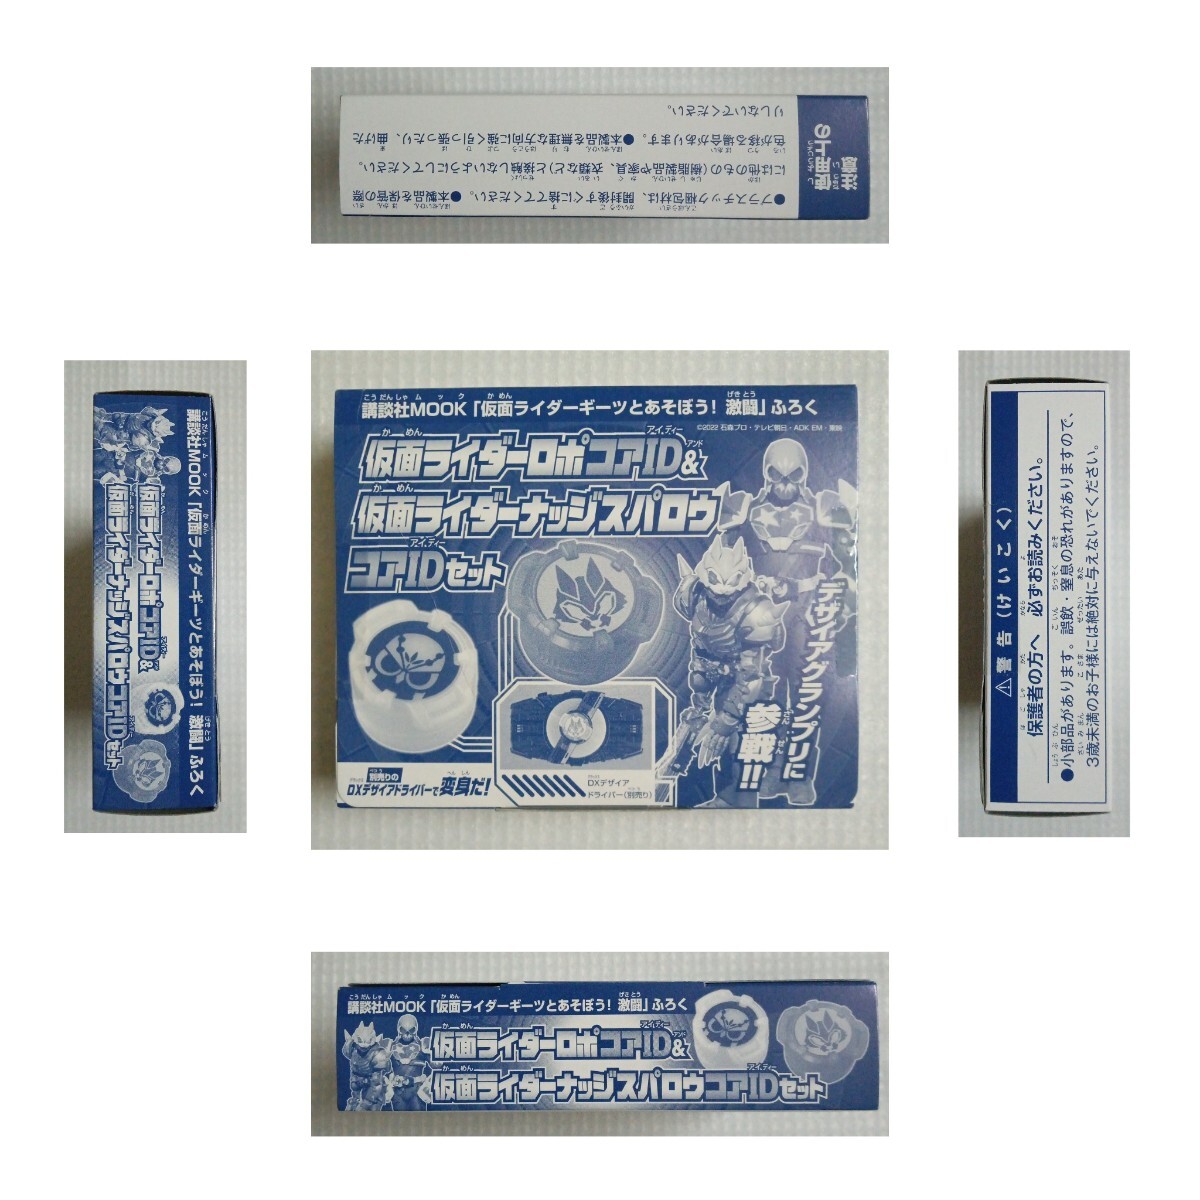 使用上の
注意
●プラスチック梱包材は、開封後すぐに捨ててください。●本製品を保管の際
には他のもの(樹脂製品や家具、衣類など)と接触しないようにしてください。
色が移る場合があります。●本製品を無理な方向に強く引っ張ったり、曲げた
りしないでください。
講談社MOOK「仮面ライダーギーツとあそぼう! 激闘」ふろく
仮面ライダーロポコアID&
仮面ライダーナッジスパロウコアIDセット
講談社MOOK「仮面ライダーギーツとあそぼう! 激闘」ふろく
©2022 石森プロ・テレビ朝日・ADK EM・東映
仮面ライダーロポコアID&
仮面ライダーナッジスパロウ
コアIDセット
デザイアグランプリに
参戦!!
別売りの
DXデザイアドライバーで変身だ!
DXデザイア
ドライバー(別売り)
⚠警告(けいこく)
保護者の方へ 必ずお読みください。
●小部品があります。誤飲・窒息の恐れがありますので、
3歳未満のお子様には絶対に与えないでください。
講談社MOOK「仮面ライダーギーツとあそぼう! 激闘」ふろく
仮面ライダーロポコアID&
仮面ライダーナッジスパロウコアIDセット